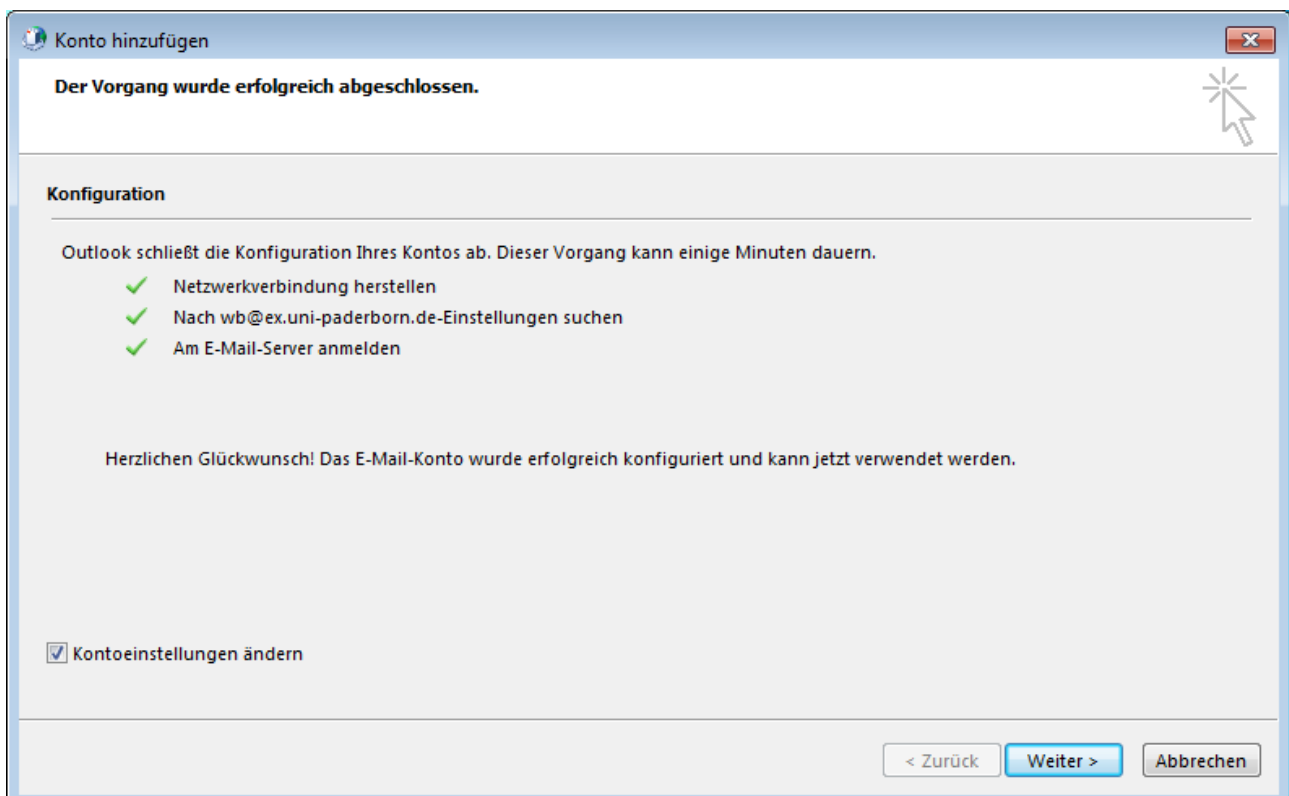 Konto hinzufügen
Der Vorgang wurde erfolgreich abgeschlossen.
Konfiguration
Outlook schließt die Konfiguration Ihres Kontos ab. Dieser Vorgang kann einige Minuten dauern.
Netzwerkverbindung herstellen
Nach wb@ex.uni-paderborn.de-Einstellungen suchen
Am E-Mail-Server anmelden
Herzlichen Glückwunsch! Das E-Mail-Konto wurde erfolgreich konfiguriert und kann jetzt verwendet werden.
Kontoeinstellungen ändern
< Zurück Weiter > Abbrechen